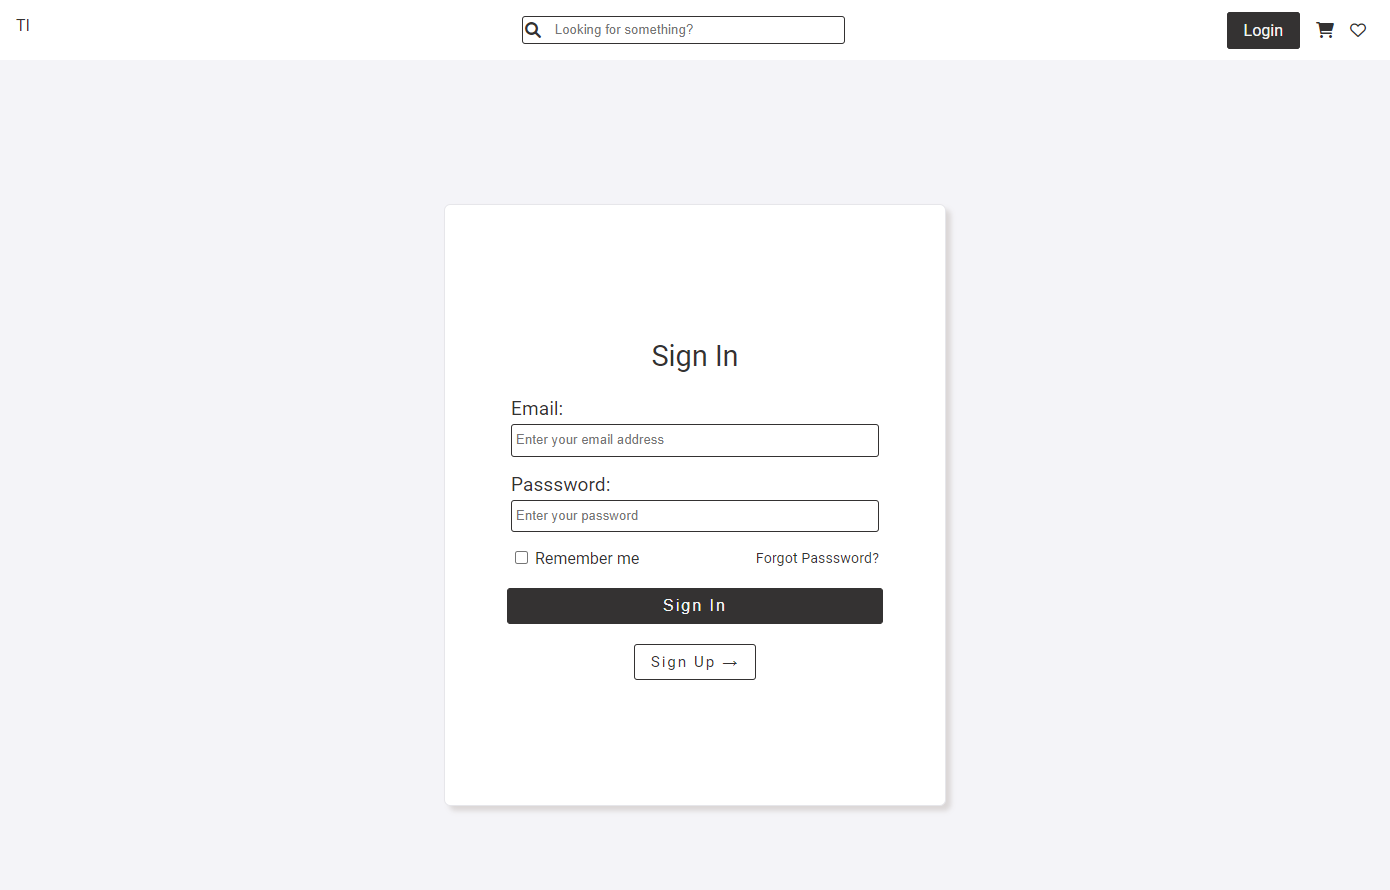 TI
Looking for something?
Login
Sign In
Email:
Enter your email address
Passsword:
Enter your password
Remember me
Forgot Passsword?
Sign In
Sign Up →